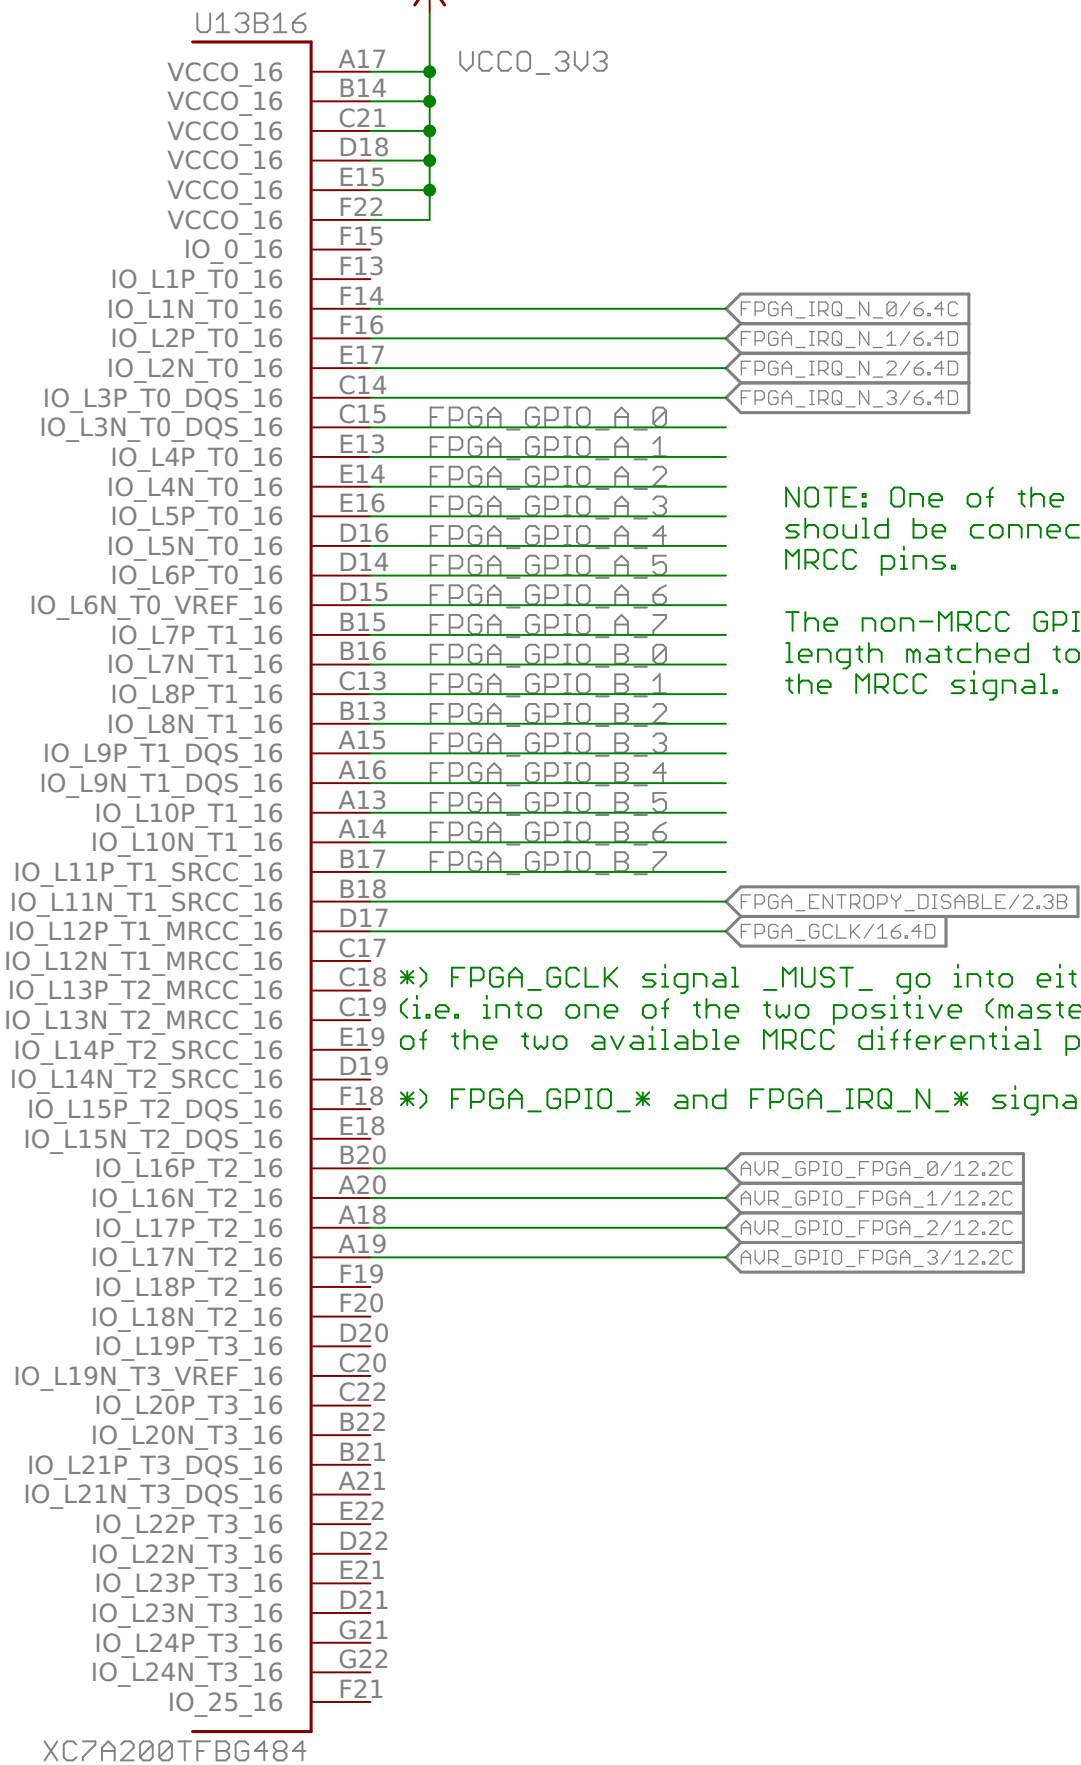 U13B16
VCCO_3V3
VCCO_16 A17
VCCO_16 B14
VCCO_16 C21
VCCO_16 D18
VCCO_16 E15
VCCO_16 F22
IO_0_16 F15
IO_L1P_T0_16 F13
IO_L1N_T0_16 F14 FPGA_IRQ_N_0/6.4C
IO_L2P_T0_16 F16 FPGA_IRQ_N_1/6.4D
IO_L2N_T0_16 E17 FPGA_IRQ_N_2/6.4D
IO_L3P_T0_DQS_16 C14 FPGA_IRQ_N_3/6.4D
IO_L3N_T0_DQS_16 C15 FPGA_GPIO_A_0
IO_L4P_T0_16 E13 FPGA_GPIO_A_1
IO_L4N_T0_16 E14 FPGA_GPIO_A_2
IO_L5P_T0_16 E16 FPGA_GPIO_A_3
IO_L5N_T0_16 D16 FPGA_GPIO_A_4
IO_L6P_T0_16 D14 FPGA_GPIO_A_5
IO_L6N_T0_VREF_16 D15 FPGA_GPIO_A_6
IO_L7P_T1_16 B15 FPGA_GPIO_A_7
IO_L7N_T1_16 B16 FPGA_GPIO_B_0
IO_L8P_T1_16 C13 FPGA_GPIO_B_1
IO_L8N_T1_16 B13 FPGA_GPIO_B_2
IO_L9P_T1_DQS_16 A15 FPGA_GPIO_B_3
IO_L9N_T1_DQS_16 A16 FPGA_GPIO_B_4
IO_L10P_T1_16 A13 FPGA_GPIO_B_5
IO_L10N_T1_16 A14 FPGA_GPIO_B_6
IO_L11P_T1_SRCC_16 B17 FPGA_GPIO_B_7
NOTE: One of the
should be connec
MRCC pins.
The non-MRCC GPI
length matched to
the MRCC signal.
IO_L11N_T1_SRCC_16 B18 FPGA_ENTROPY_DISABLE/2.3B
IO_L12P_T1_MRCC_16 D17 FPGA_GCLK/16.4D
IO_L12N_T1_MRCC_16 C17
IO_L13P_T2_MRCC_16 C18
IO_L13N_T2_MRCC_16 C19
IO_L14P_T2_SRCC_16 E19
IO_L14N_T2_SRCC_16 D19
IO_L15P_T2_DQS_16 F18
IO_L15N_T2_DQS_16 E18
*) FPGA_GCLK signal _MUST_ go into eit
(i.e. into one of the two positive (maste
of the two available MRCC differential p
*) FPGA_GPIO_* and FPGA_IRQ_N_* signa
IO_L16P_T2_16 B20 AVR_GPIO_FPGA_0/12.2C
IO_L16N_T2_16 A20 AVR_GPIO_FPGA_1/12.2C
IO_L17P_T2_16 A18 AVR_GPIO_FPGA_2/12.2C
IO_L17N_T2_16 A19 AVR_GPIO_FPGA_3/12.2C
IO_L18P_T2_16 F19
IO_L18N_T2_16 F20
IO_L19P_T3_16 D20
IO_L19N_T3_VREF_16 C20
IO_L20P_T3_16 C22
IO_L20N_T3_16 B22
IO_L21P_T3_DQS_16 B21
IO_L21N_T3_DQS_16 A21
IO_L22P_T3_16 E22
IO_L22N_T3_16 D22
IO_L23P_T3_16 E21
IO_L23N_T3_16 D21
IO_L24P_T3_16 G21
IO_L24N_T3_16 G22
IO_25_16 F21
XC7A200TFBG484